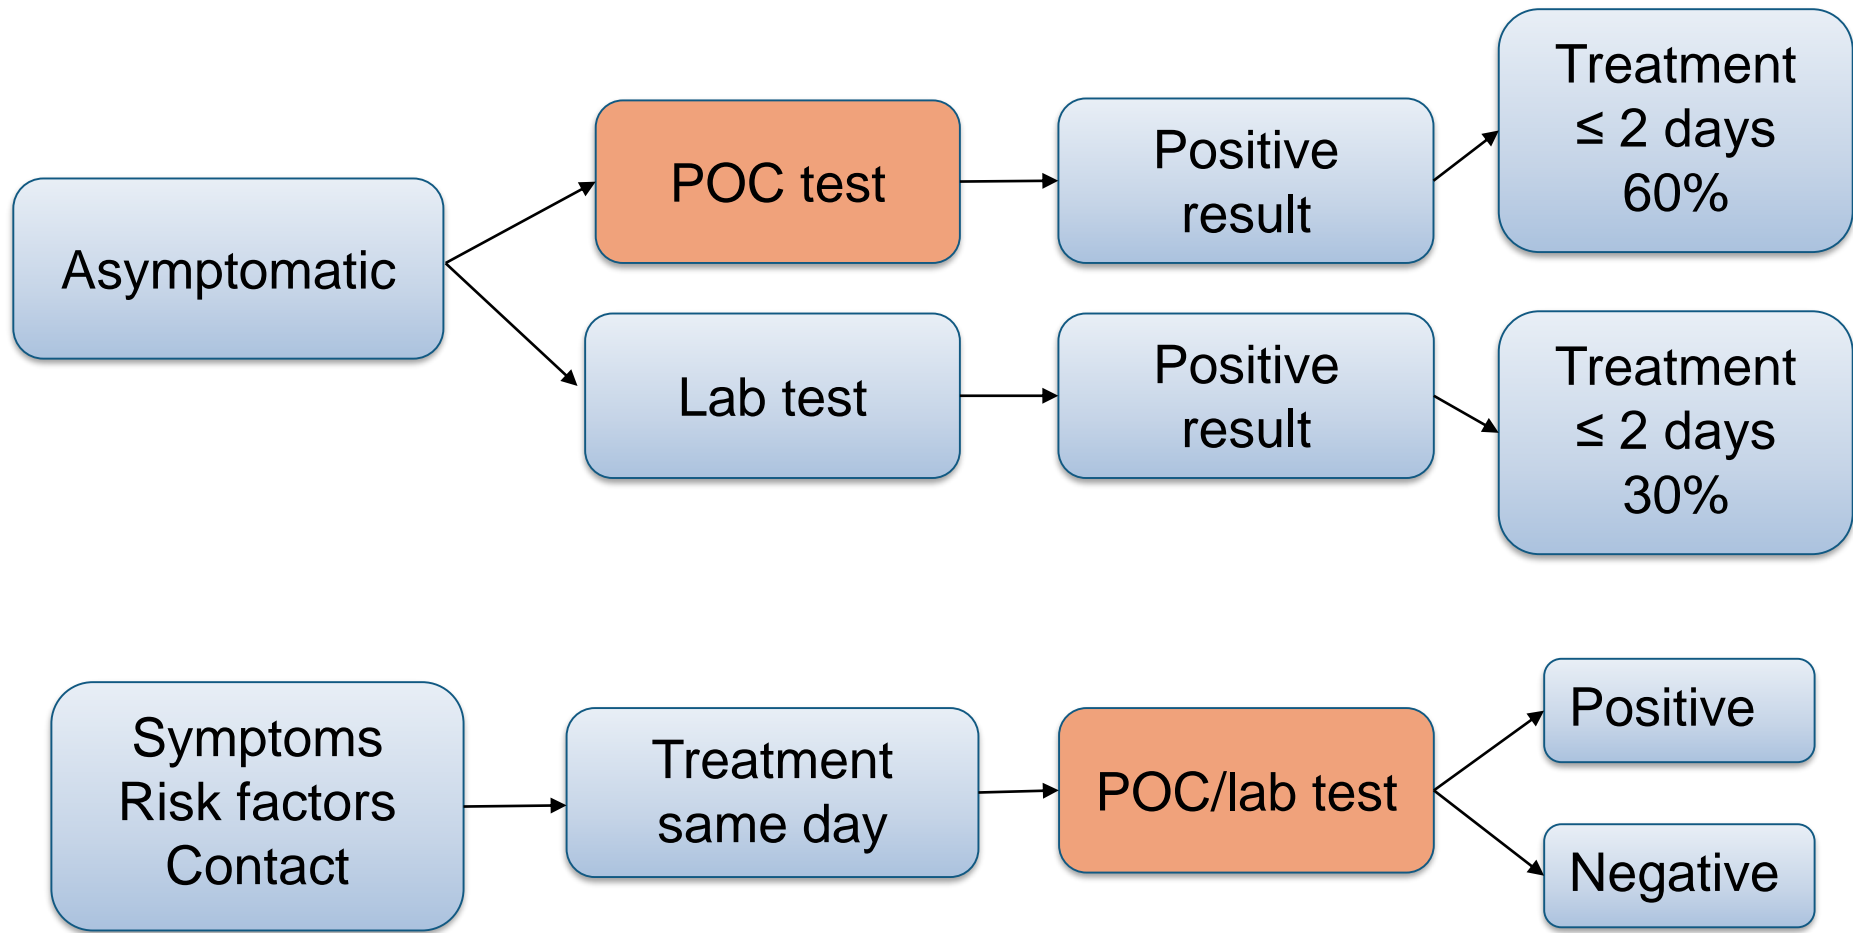 Asymptomatic
POC test
Positive
result
Treatment
≤ 2 days
60%
Lab test
Positive
result
Treatment
≤ 2 days
30%
Symptoms
Risk factors
Contact
Treatment
same day
POC/lab test
Positive
Negative